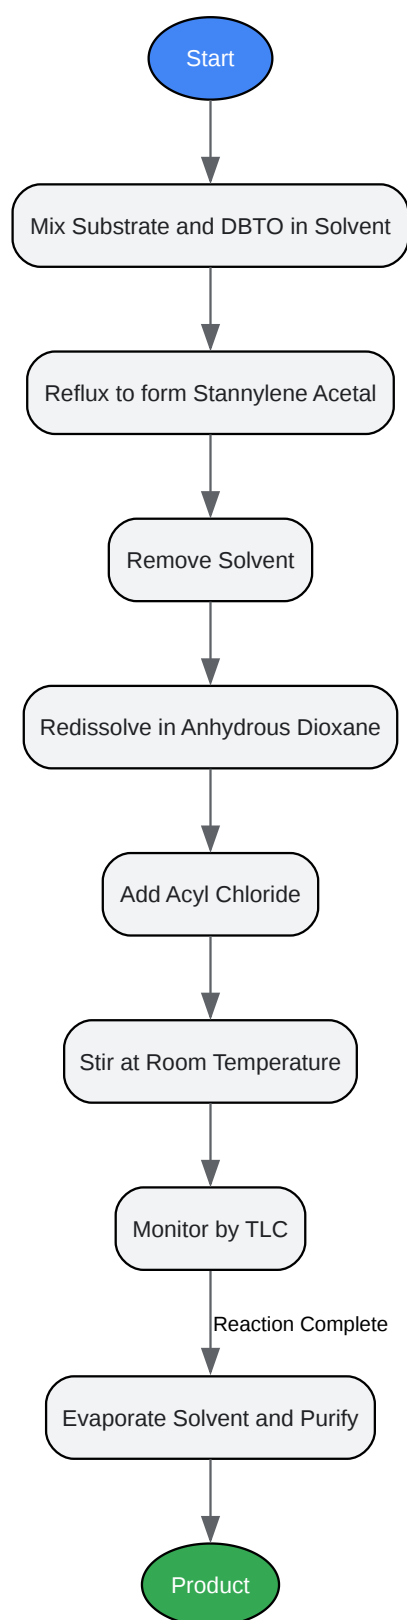 Start
Mix Substrate and DBTO in Solvent
Reflux to form Stannylene Acetal
Remove Solvent
Redissolve in Anhydrous Dioxane
Add Acyl Chloride
Stir at Room Temperature
Monitor by TLC
Reaction Complete
Evaporate Solvent and Purify
Product